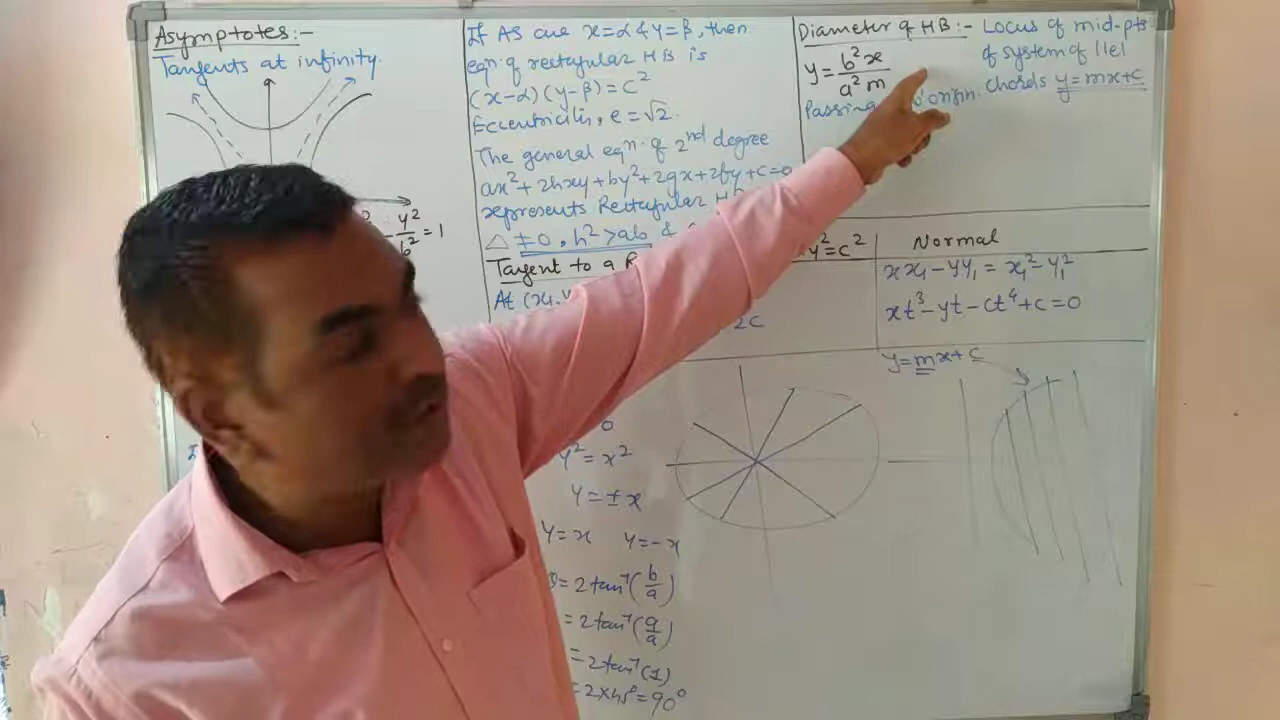 Asymptotes:-
Tangents at infinity.
y²/b² = 1
If AS are x=α & y=β, then
eqn. of rectangular HB is
(x-α)(y-β)=c²
Eccentricity, e=√2.
The general eqn. of 2nd degree
ax²+2hxy+by²+2gx+2fy+c=0
represents Rectangular H
△≠0, h²>ab &
Tangent to a R
At (x₁,
2c
y²=c²
Diameter of HB:- Locus of mid-pts
of system of llel
chords y=mx+c
y = b²x/a²m
Passing origin.
Normal
xx₁-yy₁=x₁²-y₁²
xt³-yt-ct⁴+c=0
y=mx+c
0
y²=x²
y=±x
y=x y=-x
=2tan⁻¹(b/a)
=2tan⁻¹(a/a)
=2tan⁻¹(1)
=2×45°=90°